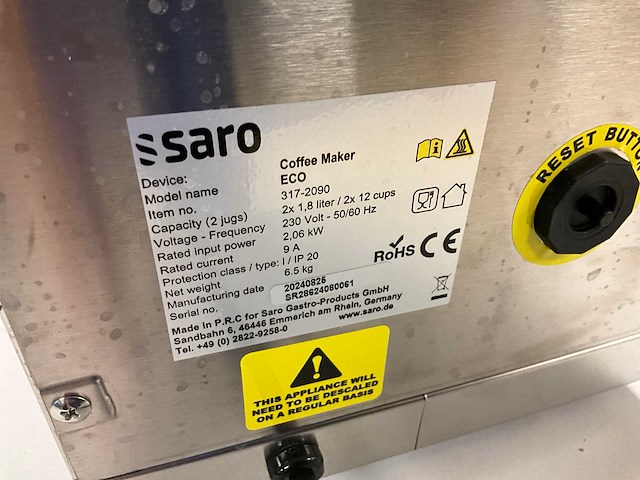 saro
Device: Coffee Maker
Model name ECO
Item no. 317-2090
Capacity (2 jugs) 2x 1,8 liter / 2x 12 cups
Voltage - Frequency 230 Volt - 50/60 Hz
Rated input power 2,06 kW
Rated current 9 A
Protection class / type: I / IP 20
Net weight 6.5 kg
Manufacturing date 20240826
Serial no. SR28624080061
Made in P.R.C for Saro Gastro-Products GmbH
Sandbahn 6, 46446 Emmerich am Rhein, Germany
Tel. +49 (0) 2822-9258-0 www.saro.de
RoHS CE
RESET BUTTON
THIS APPLIANCE WILL
NEED TO BE DESCALED
ON A REGULAR BASIS